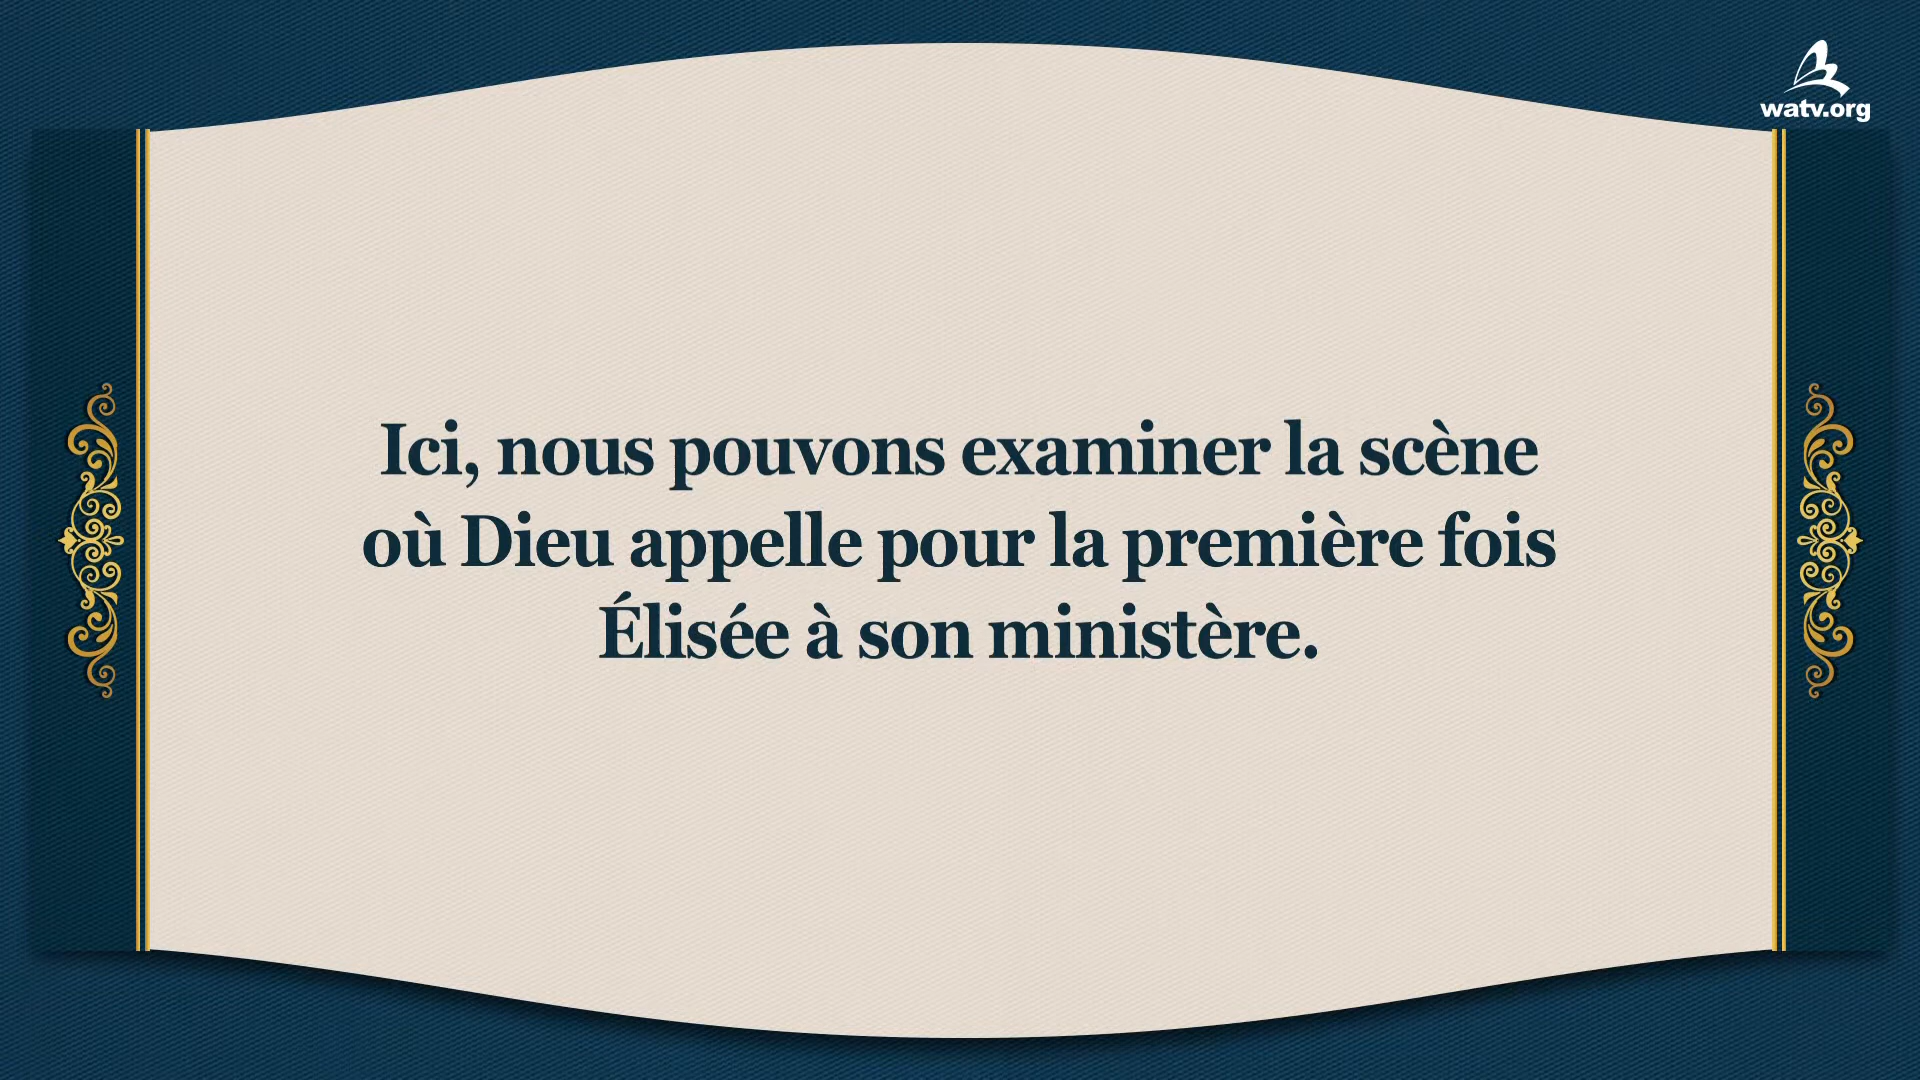 watv.org
Ici, nous pouvons examiner la scène
où Dieu appelle pour la première fois
Élisée à son ministère.